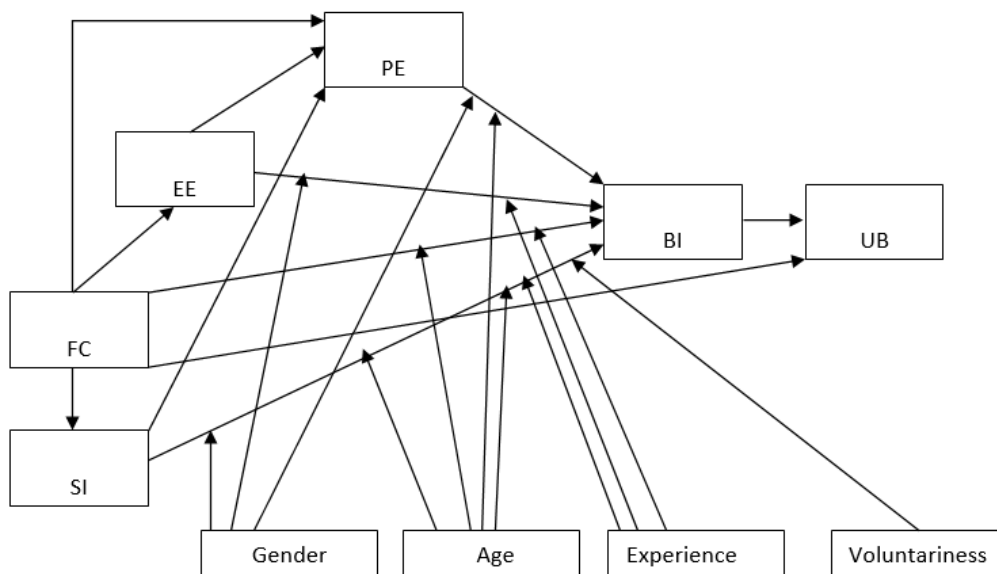 PE
EE
BI
UB
FC
SI
Gender
Age
Experience
Voluntariness